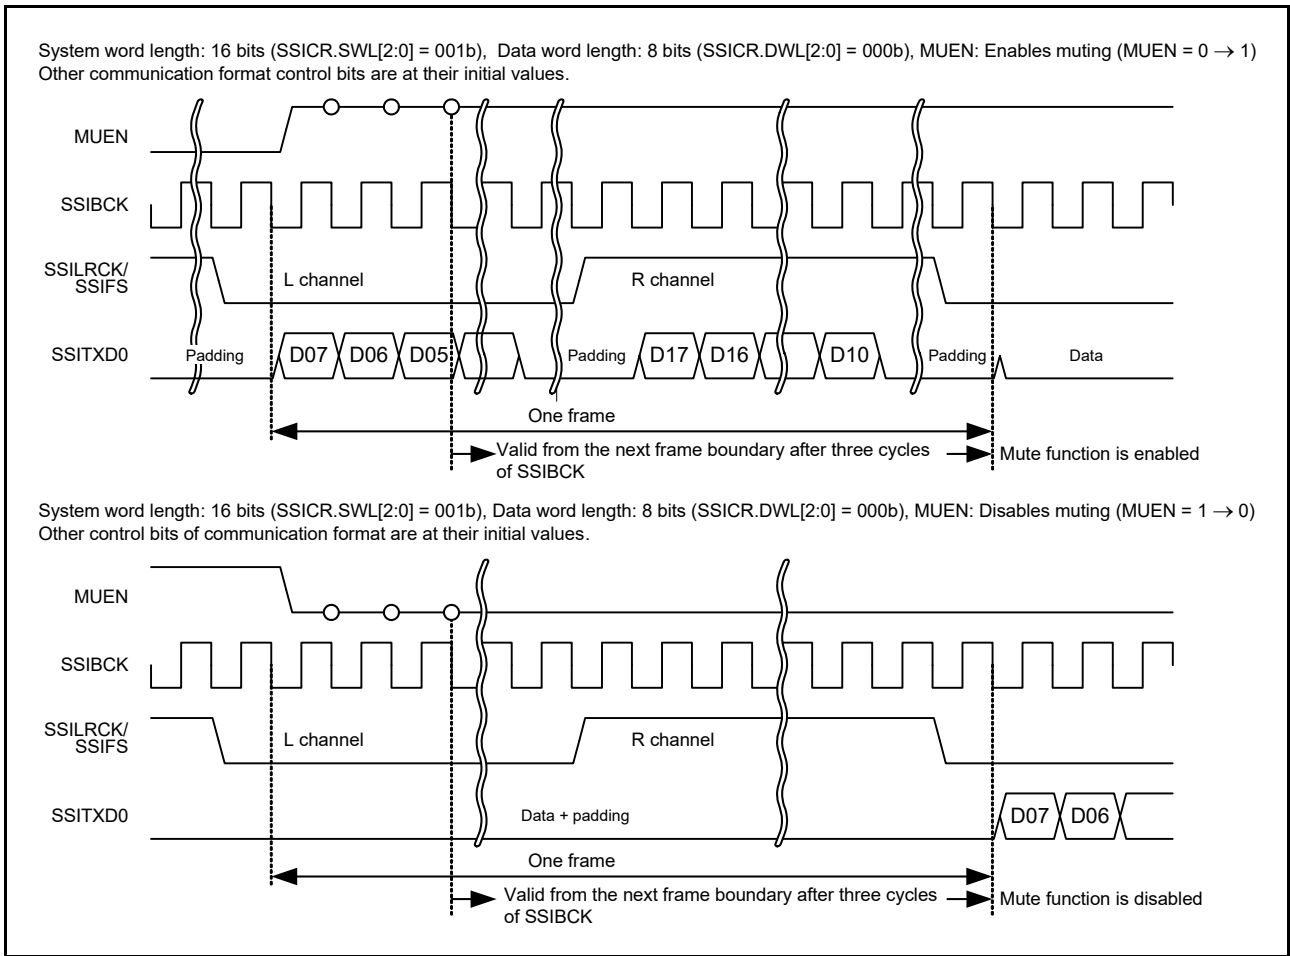 System word length: 16 bits (SSICR.SWL[2:0] = 001b),  Data word length: 8 bits (SSICR.DWL[2:0] = 000b), MUEN: Enables muting (MUEN = 0 → 1)
Other communication format control bits are at their initial values.
MUEN
SSIBCK
SSILRCK/
SSIFS
L channel
R channel
SSITXD0
Padding
D07
D06
D05
Padding
D17
D16
D10
Padding
Data
One frame
Valid from the next frame boundary after three cycles
of SSIBCK
Mute function is enabled
System word length: 16 bits (SSICR.SWL[2:0] = 001b), Data word length: 8 bits (SSICR.DWL[2:0] = 000b), MUEN: Disables muting (MUEN = 1 → 0)
Other control bits of communication format are at their initial values.
MUEN
SSIBCK
SSILRCK/
SSIFS
L channel
R channel
SSITXD0
Data + padding
D07
D06
One frame
Valid from the next frame boundary after three cycles
of SSIBCK
Mute function is disabled